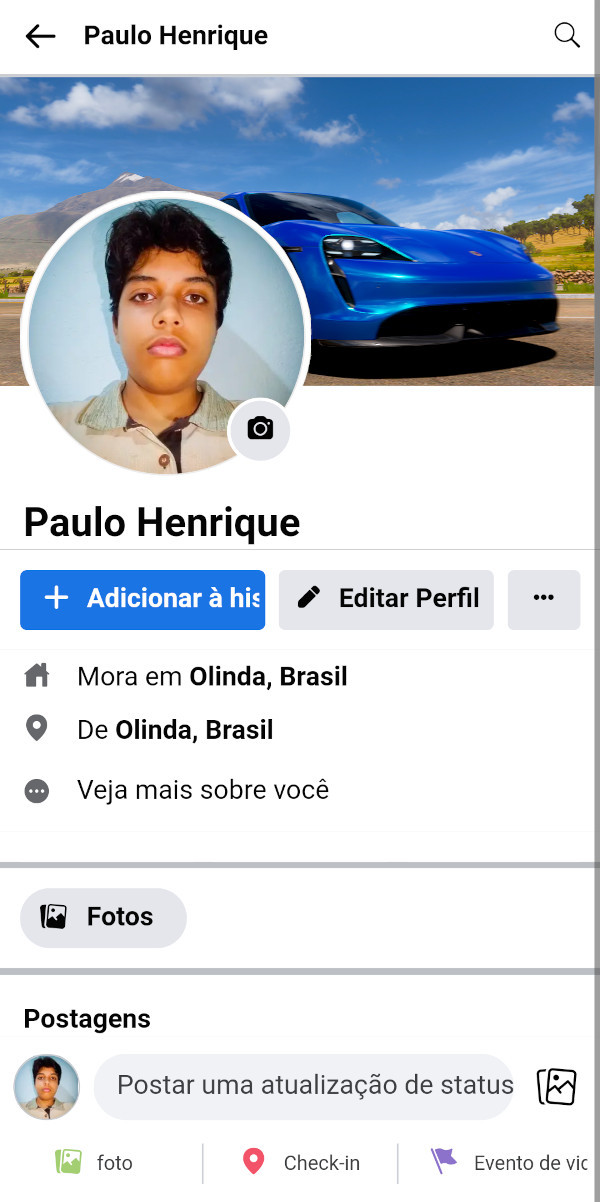 Paulo Henrique
Paulo Henrique
Adicionar à his
Editar Perfil
Mora em Olinda, Brasil
De Olinda, Brasil
Veja mais sobre você
Fotos
Postagens
Postar uma atualização de status
foto
Check-in
Evento de vic